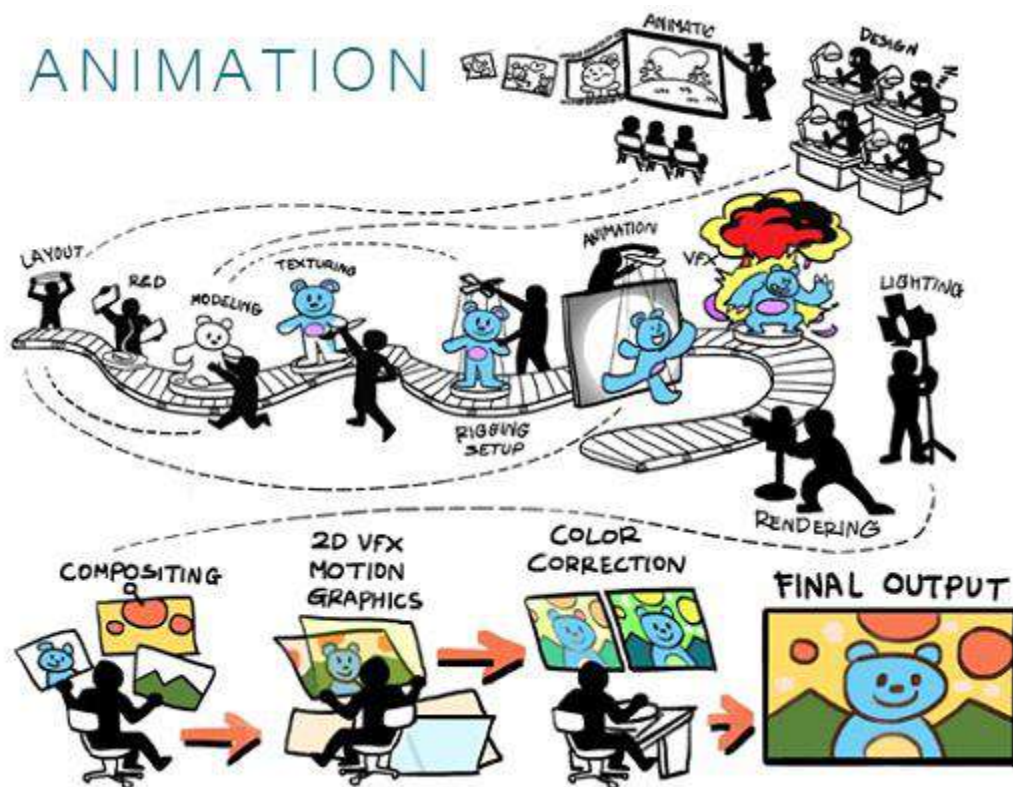 ANIMATION
ANIMATIC
DESIGN
LAYOUT
R&D
MODELING
TEXTURING
RIGGING
SETUP
ANIMATION
VFX
LIGHTING
RENDERING
COMPOSITING
2D VFX
MOTION
GRAPHICS
COLOR
CORRECTION
FINAL OUTPUT